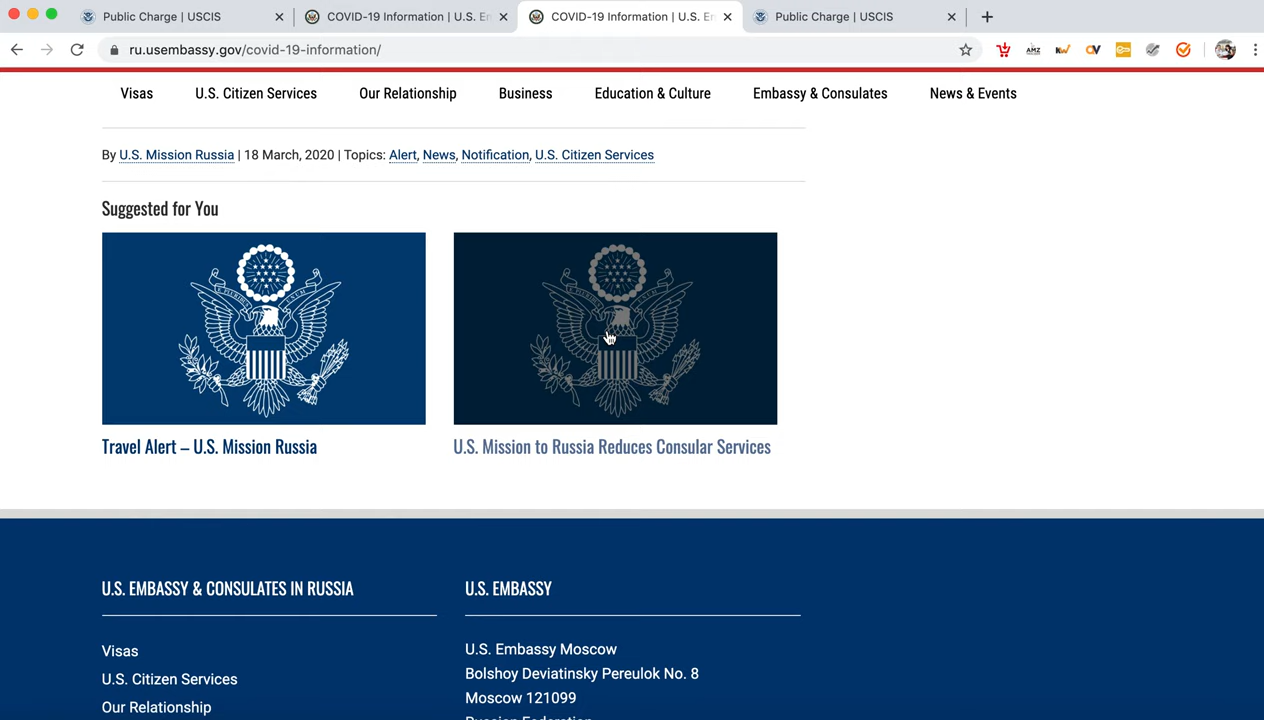 Public Charge | USCIS
COVID-19 Information | U.S. E
COVID-19 Information | U.S. E
Public Charge | USCIS
ru.usembassy.gov/covid-19-information/
AMZ
Visas
U.S. Citizen Services
Our Relationship
Business
Education & Culture
Embassy & Consulates
News & Events
By U.S. Mission Russia | 18 March, 2020 | Topics: Alert, News, Notification, U.S. Citizen Services
Suggested for You
Travel Alert – U.S. Mission Russia
U.S. Mission to Russia Reduces Consular Services
U.S. EMBASSY & CONSULATES IN RUSSIA
Visas
U.S. Citizen Services
Our Relationship
U.S. EMBASSY
U.S. Embassy Moscow
Bolshoy Deviatinsky Pereulok No. 8
Moscow 121099
Russian Federation